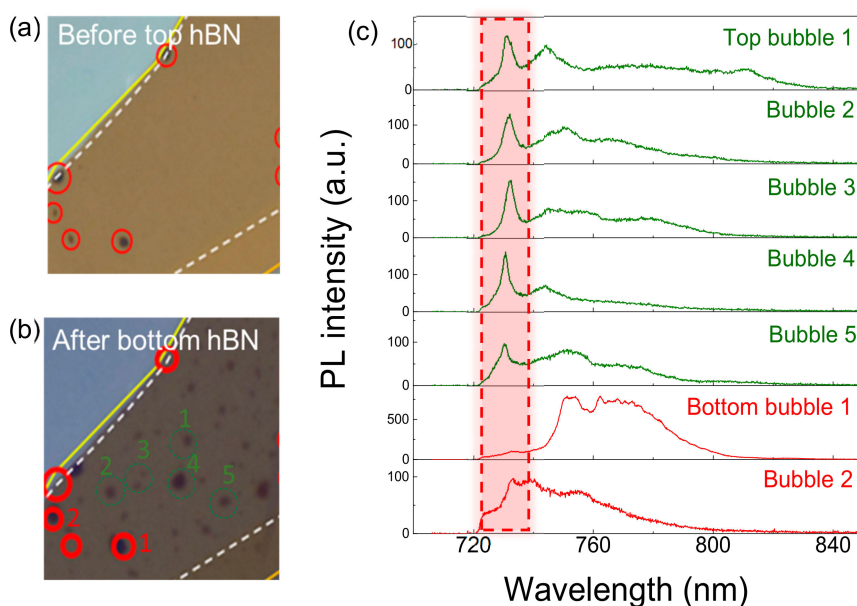 (a)
Before top hBN
(b)
After bottom hBN
1
2
3
4
5
2
1
(c)
PL intensity (a.u.)
100
0
Top bubble 1
100
0
Bubble 2
100
0
Bubble 3
100
0
Bubble 4
100
0
Bubble 5
500
0
Bottom bubble 1
100
0
Bubble 2
720
760
800
840
Wavelength (nm)